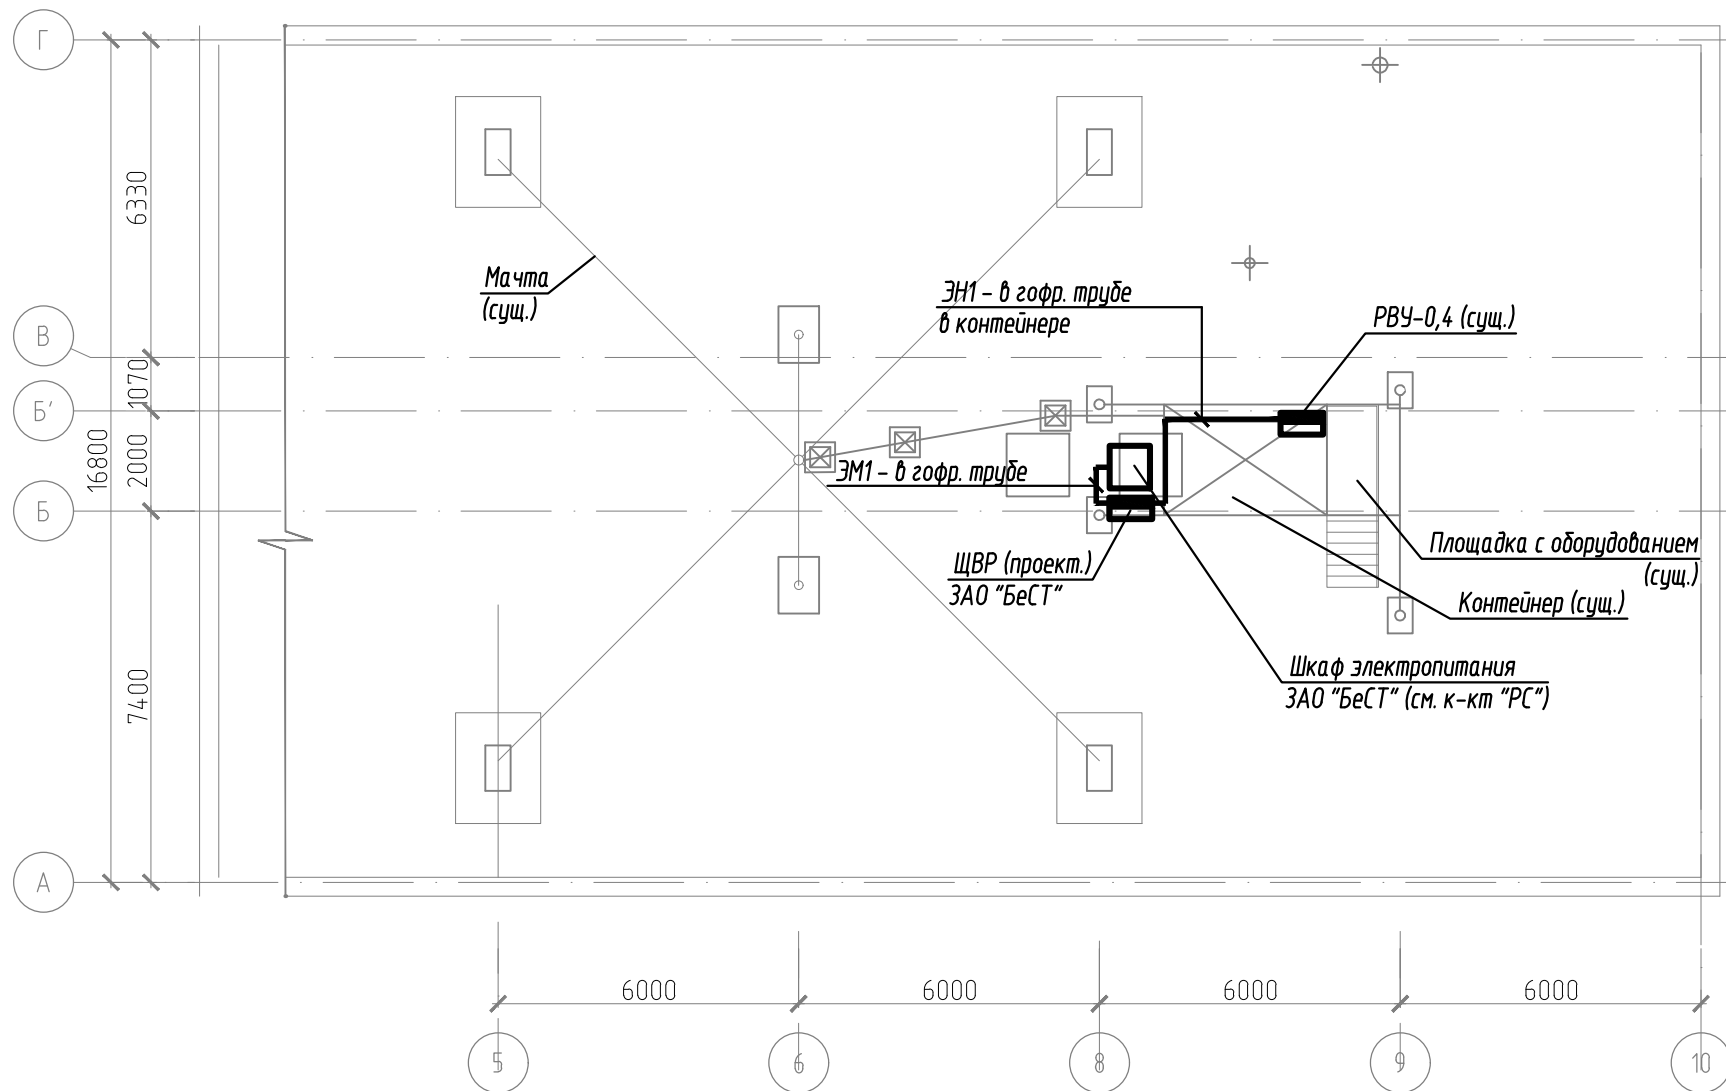 Г
6330
Мачта
(сущ.)
ЭН1 - в гофр. трубе
в контейнере
РВУ-0,4 (сущ.)
В
1070
Б'
16800
2000
ЭМ1 - в гофр. трубе
Б
Площадка с оборудованием
(сущ.)
ЩВР (проект.)
ЗАО "БеСТ"
Контейнер (сущ.)
Шкаф электропитания
ЗАО "БеСТ" (см. к-кт "РС")
7400
А
6000
6000
6000
6000
5
6
8
9
10